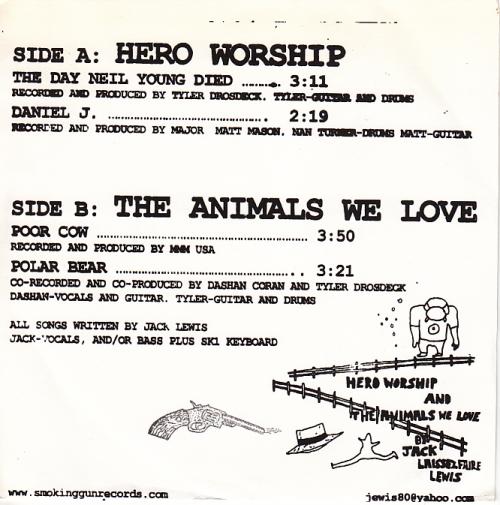 SIDE A: HERO WORSHIP
THE DAY NEIL YOUNG DIED .......... 3:11
RECORDED AND PRODUCED BY TYLER DROSDECK. TYLER-GUITAR AND DRUMS
DANIEL J. ........................................ 2:19
RECORDED AND PRODUCED BY MAJOR MATT MASON. NAN TURNER-DRUMS MATT-GUITAR
SIDE B: THE ANIMALS WE LOVE
POOR COW ..................................................... 3:50
RECORDED AND PRODUCED BY MMM USA
POLAR BEAR ................................................ 3:21
CO-RECORDED AND CO-PRODUCED BY DASHAN CORAN AND TYLER DROSDECK
DASHAN-VOCALS AND GUITAR. TYLER-GUITAR AND DRUMS
ALL SONGS WRITTEN BY JACK LEWIS
JACK-VOCALS, AND/OR BASS PLUS SK1 KEYBOARD
HERO WORSHIP
AND
THE ANIMALS WE LOVE
BY
JACK
LAISSEZ FAIRE
LEWIS
www.smokinggunrecords.com
jewis80@yahoo.com